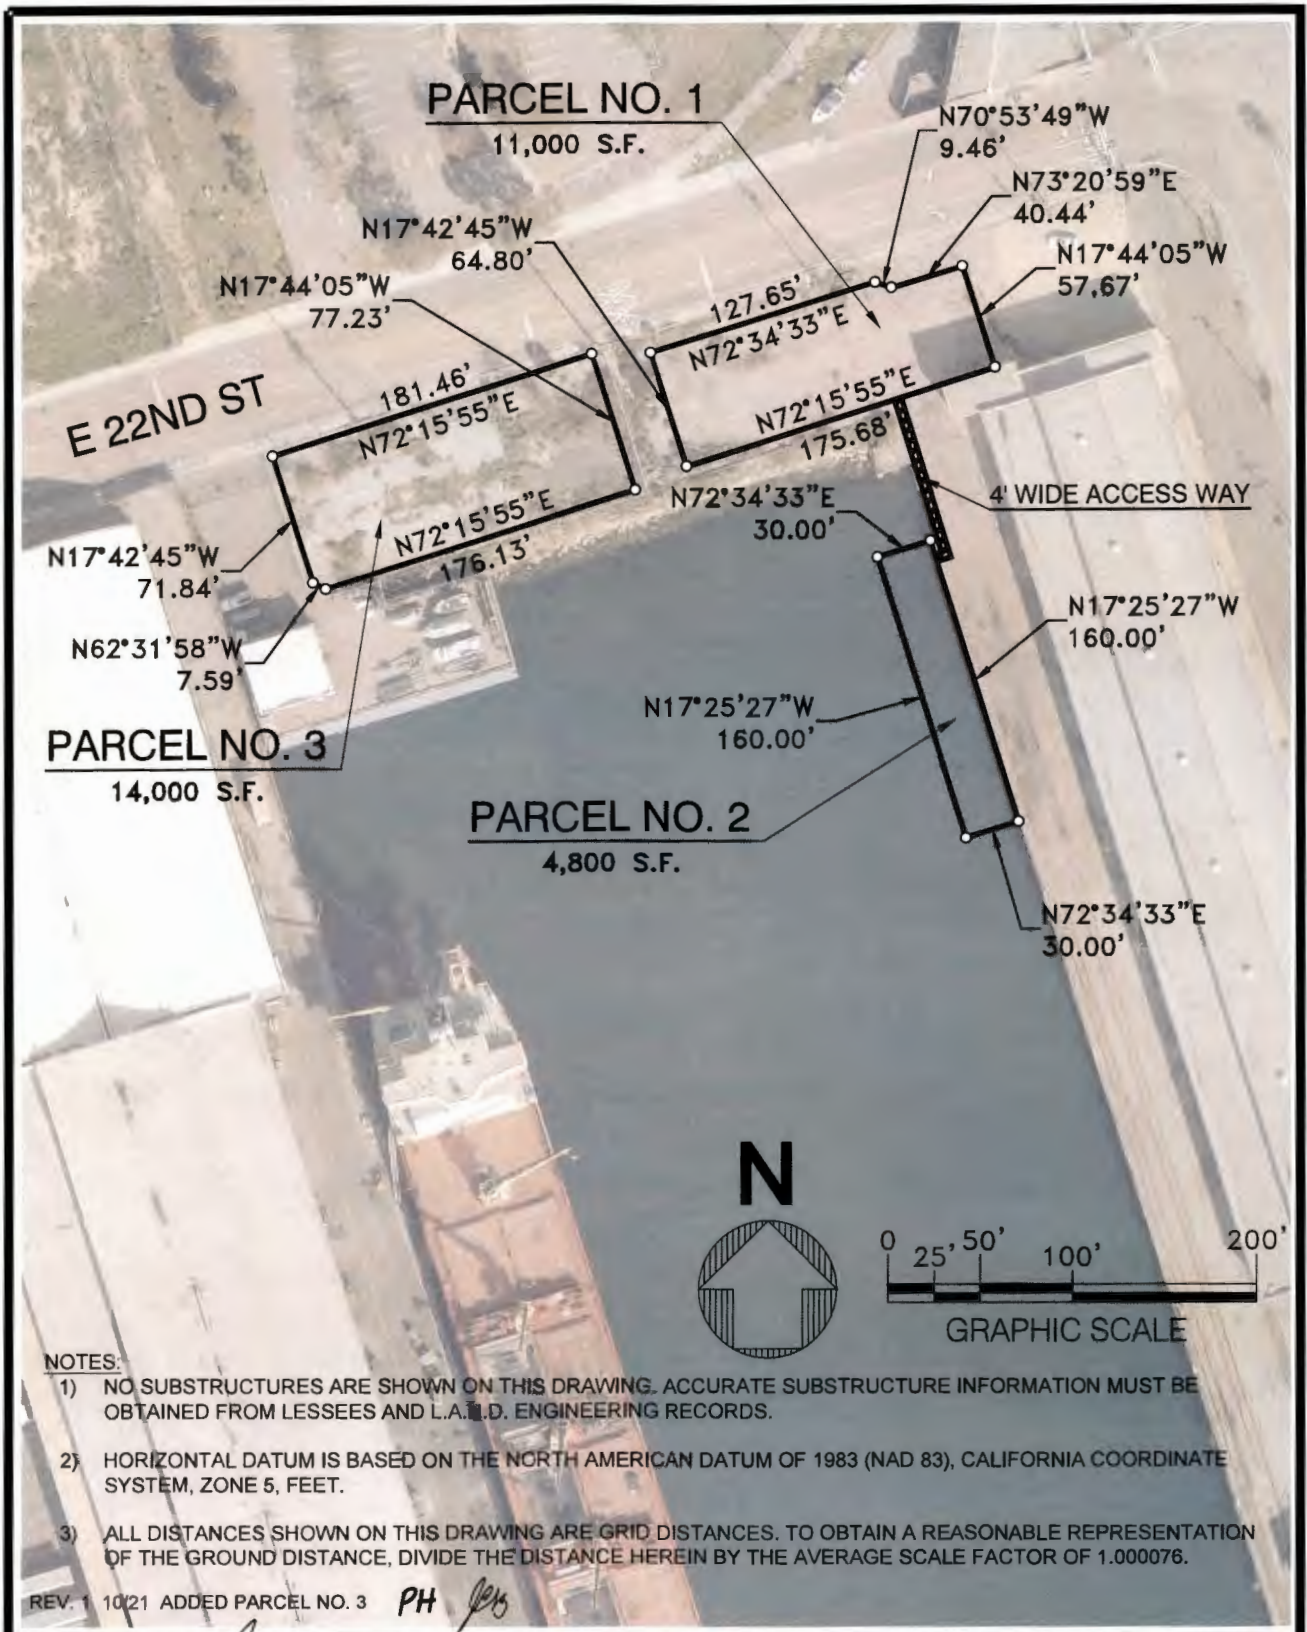 PARCEL NO. 1
11,000 S.F.
N70°53'49"W
9.46'
N73°20'59"E
40.44'
N17°42'45"W
64.80'
N17°44'05"W
57.67'
N17°44'05"W
77.23'
127.65'
N72°34'33"E
181.46'
N72°15'55"E
E 22ND ST
N72°15'55"E
175.68'
N72°34'33"E
30.00'
4' WIDE ACCESS WAY
N72°15'55"E
176.13'
N17°42'45"W
71.84'
N17°25'27"W
160.00'
N62°31'58"W
7.59'
N17°25'27"W
160.00'
PARCEL NO. 3
14,000 S.F.
PARCEL NO. 2
4,800 S.F.
N72°34'33"E
30.00'
N
0 25' 50' 100' 200'
GRAPHIC SCALE
NOTES:
1) NO SUBSTRUCTURES ARE SHOWN ON THIS DRAWING. ACCURATE SUBSTRUCTURE INFORMATION MUST BE
OBTAINED FROM LESSEES AND ENGINEERING RECORDS.
2) HORIZONTAL DATUM IS BASED ON THE NORTH AMERICAN DATUM OF 1983 (NAD 83), CALIFORNIA COORDINATE
SYSTEM, ZONE 5, FEET.
3) ALL DISTANCES SHOWN ON THIS DRAWING ARE GRID DISTANCES. TO OBTAIN A REASONABLE REPRESENTATION
OF THE GROUND DISTANCE, DIVIDE THE DISTANCE HEREIN BY THE AVERAGE SCALE FACTOR OF 1.000076.
REV. 1 10/21 ADDED PARCEL NO. 3 PH